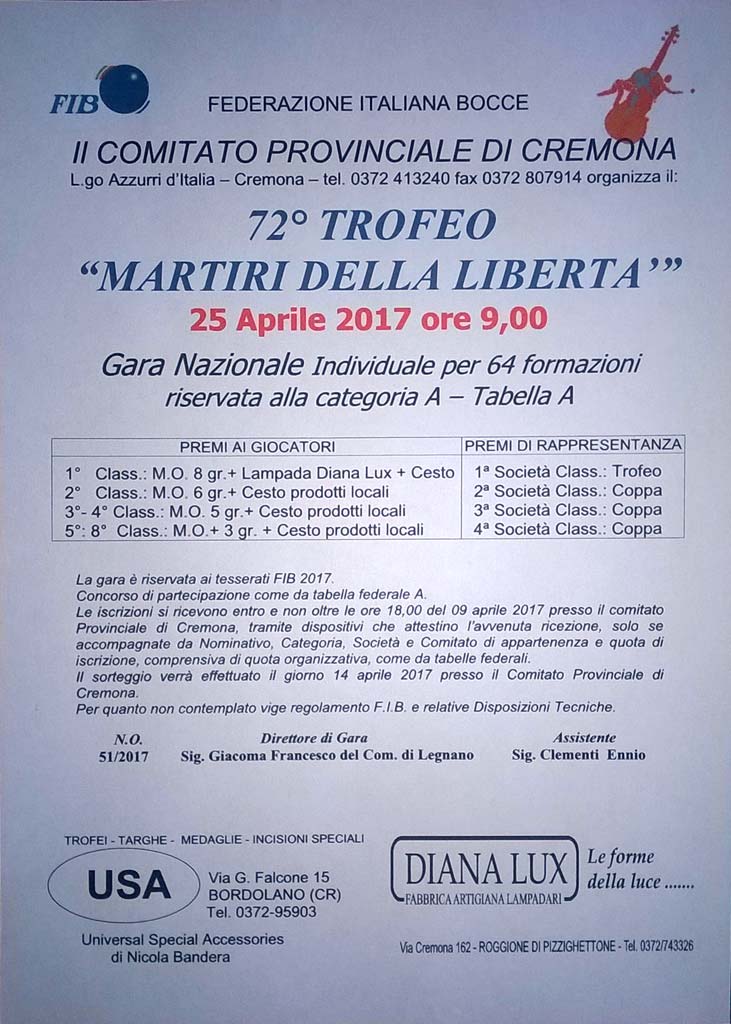 FIB
FEDERAZIONE ITALIANA BOCCE
Il COMITATO PROVINCIALE DI CREMONA
L.go Azzurri d'Italia – Cremona – tel. 0372 413240 fax 0372 807914 organizza il:
72° TROFEO
“MARTIRI DELLA LIBERTA’”
25 Aprile 2017 ore 9,00
Gara Nazionale Individuale per 64 formazioni
riservata alla categoria A – Tabella A
PREMI AI GIOCATORI
PREMI DI RAPPRESENTANZA
1° Class.: M.O. 8 gr.+ Lampada Diana Lux + Cesto
1ª Società Class.: Trofeo
2° Class.: M.O. 6 gr.+ Cesto prodotti locali
2ª Società Class.: Coppa
3°- 4° Class.: M.O. 5 gr.+ Cesto prodotti locali
3ª Società Class.: Coppa
5°: 8° Class.: M.O.+ 3 gr. + Cesto prodotti locali
4ª Società Class.: Coppa
La gara è riservata ai tesserati FIB 2017.
Concorso di partecipazione come da tabella federale A.
Le iscrizioni si ricevono entro e non oltre le ore 18,00 del 09 aprile 2017 presso il comitato
Provinciale di Cremona, tramite dispositivi che attestino l'avvenuta ricezione, solo se
accompagnate da Nominativo, Categoria, Società e Comitato di appartenenza e quota di
iscrizione, comprensiva di quota organizzativa, come da tabelle federali.
Il sorteggio verrà effettuato il giorno 14 aprile 2017 presso il Comitato Provinciale di
Cremona.
Per quanto non contemplato vige regolamento F.I.B. e relative Disposizioni Tecniche.
N.O.
Direttore di Gara
Assistente
51/2017
Sig. Giacoma Francesco del Com. di Legnano
Sig. Clementi Ennio
TROFEI - TARGHE - MEDAGLIE - INCISIONI SPECIALI
USA
Via G. Falcone 15
BORDOLANO (CR)
Tel. 0372-95903
Universal Special Accessories
di Nicola Bandera
DIANA LUX
FABBRICA ARTIGIANA LAMPADARI
Le forme
della luce .......
Via Cremona 162 - ROGGIONE DI PIZZIGHETTONE - Tel. 0372/743326